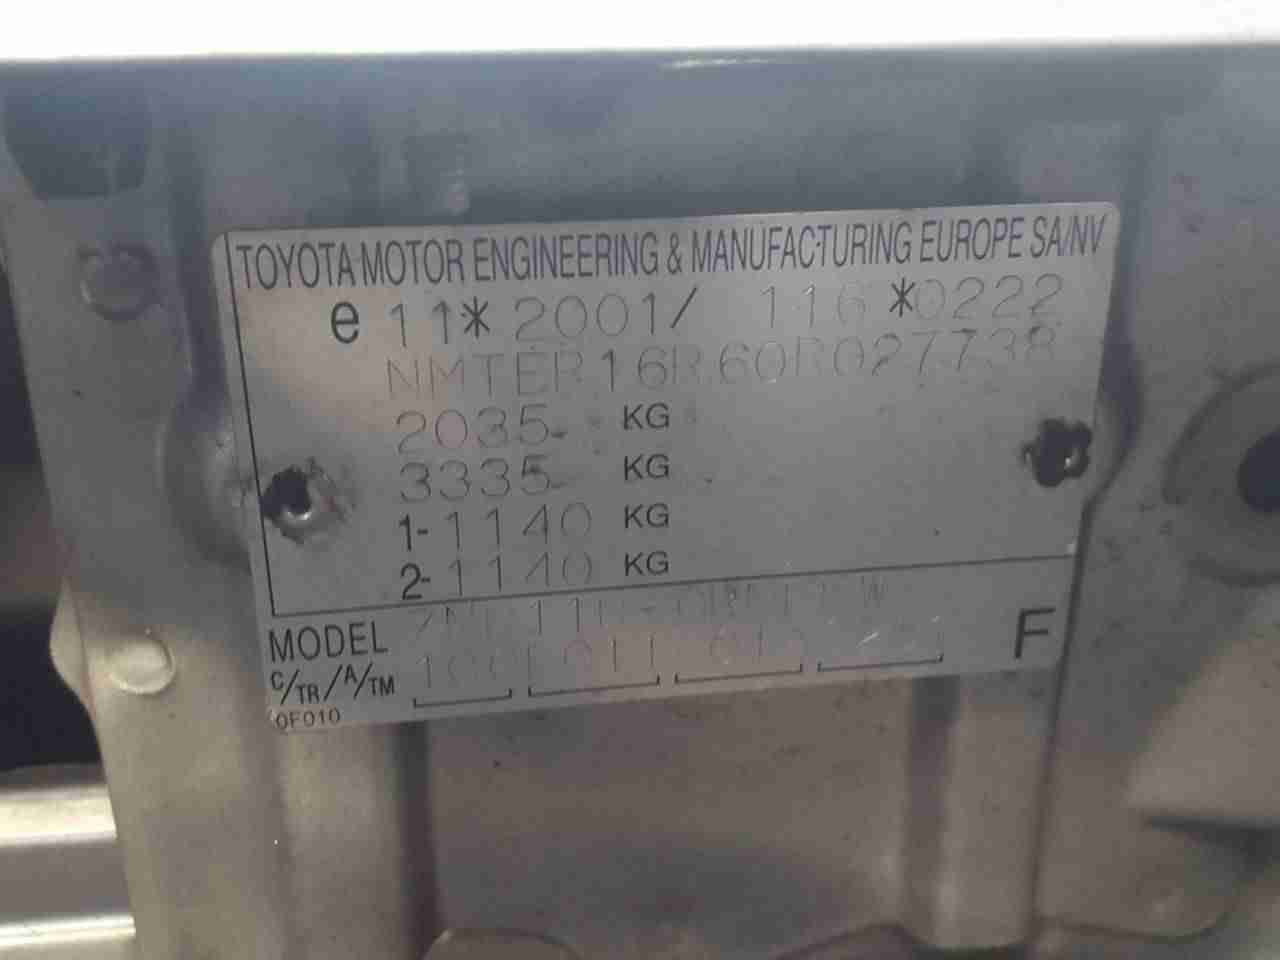 TOYOTA MOTOR ENGINEERING & MANUFACTURING EUROPE SA/NV
e 11* 2001/ 116 *0222
NMTER16R60R027738
2035 KG
3335 KG
1- 1140 KG
2- 1140 KG
MODEL
F
C/TR/A/TM
0F010